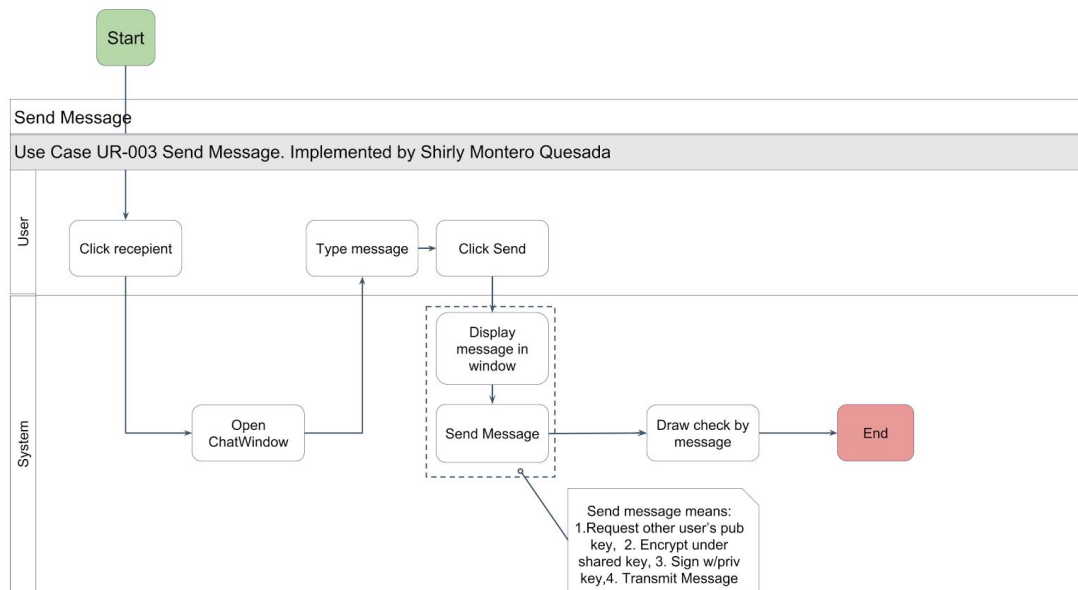 Start
Send Message
Use Case UR-003 Send Message. Implemented by Shirly Montero Quesada
User
Click recepient
Type message
Click Send
System
Display
message in
window
Open
ChatWindow
Send Message
Draw check by
message
End
Send message means:
1.Request other user's pub
key,  2. Encrypt under
shared key, 3. Sign w/priv
key,4. Transmit Message